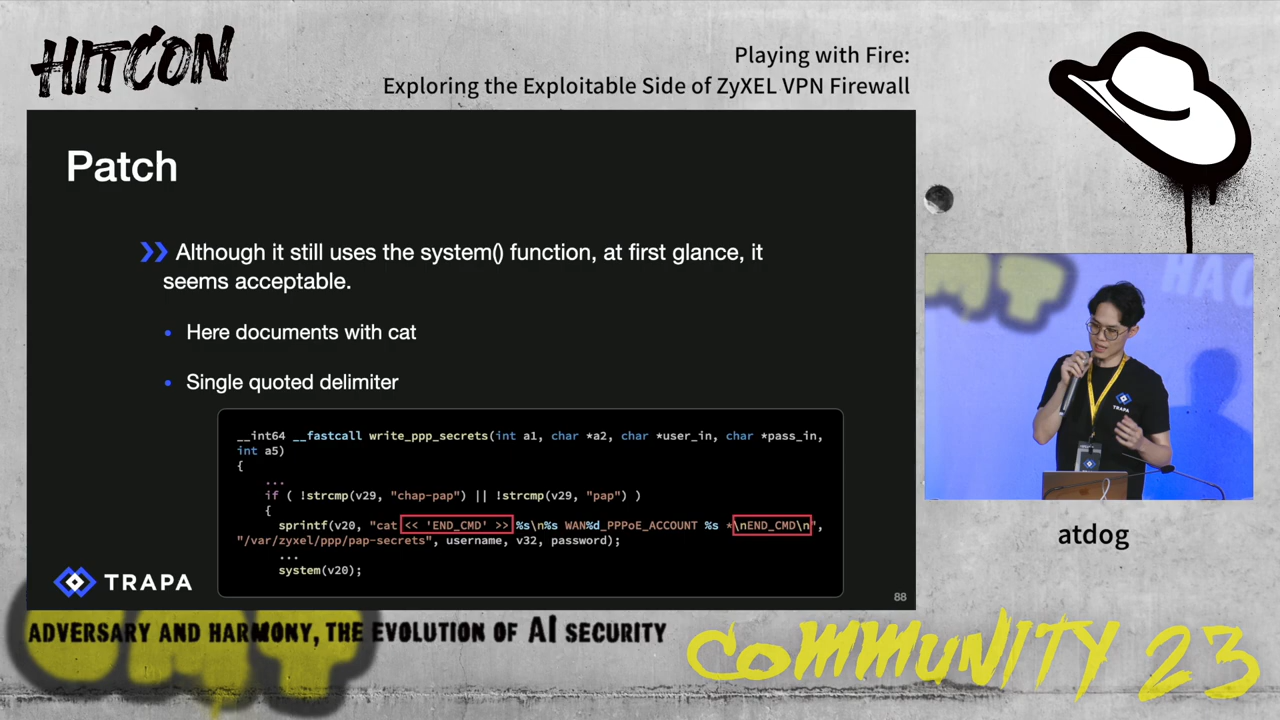 HITCON
Playing with Fire:
Exploring the Exploitable Side of ZyXEL VPN Firewall
Patch
Although it still uses the system() function, at first glance, it
seems acceptable.
• Here documents with cat
• Single quoted delimiter
__int64 __fastcall write_ppp_secrets(int a1, char *a2, char *user_in, char *pass_in,
int a5)
{
...
if ( !strcmp(v29, "chap-pap") || !strcmp(v29, "pap") )
{
sprintf(v20, "cat << 'END_CMD' >> %s\n%s WAN%d_PPPoE_ACCOUNT %s *\nEND_CMD\n",
"/var/zyxel/ppp/pap-secrets", username, v32, password);
...
system(v20);
TRAPA
88
HAC
TRAPA
atdog
CMT
ADVERSARY AND HARMONY, THE EVOLUTION OF AI SECURITY
COMMUNITY 23